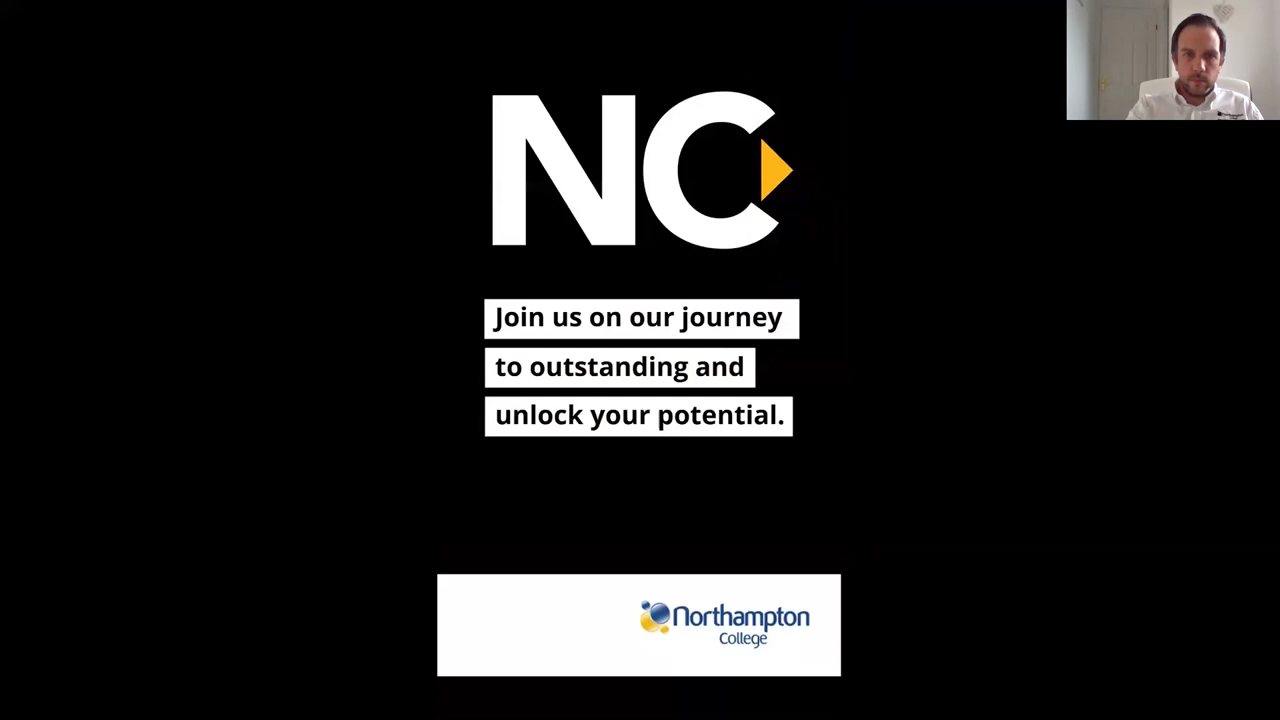 NC
Join us on our journey
to outstanding and
unlock your potential.
Northampton
College